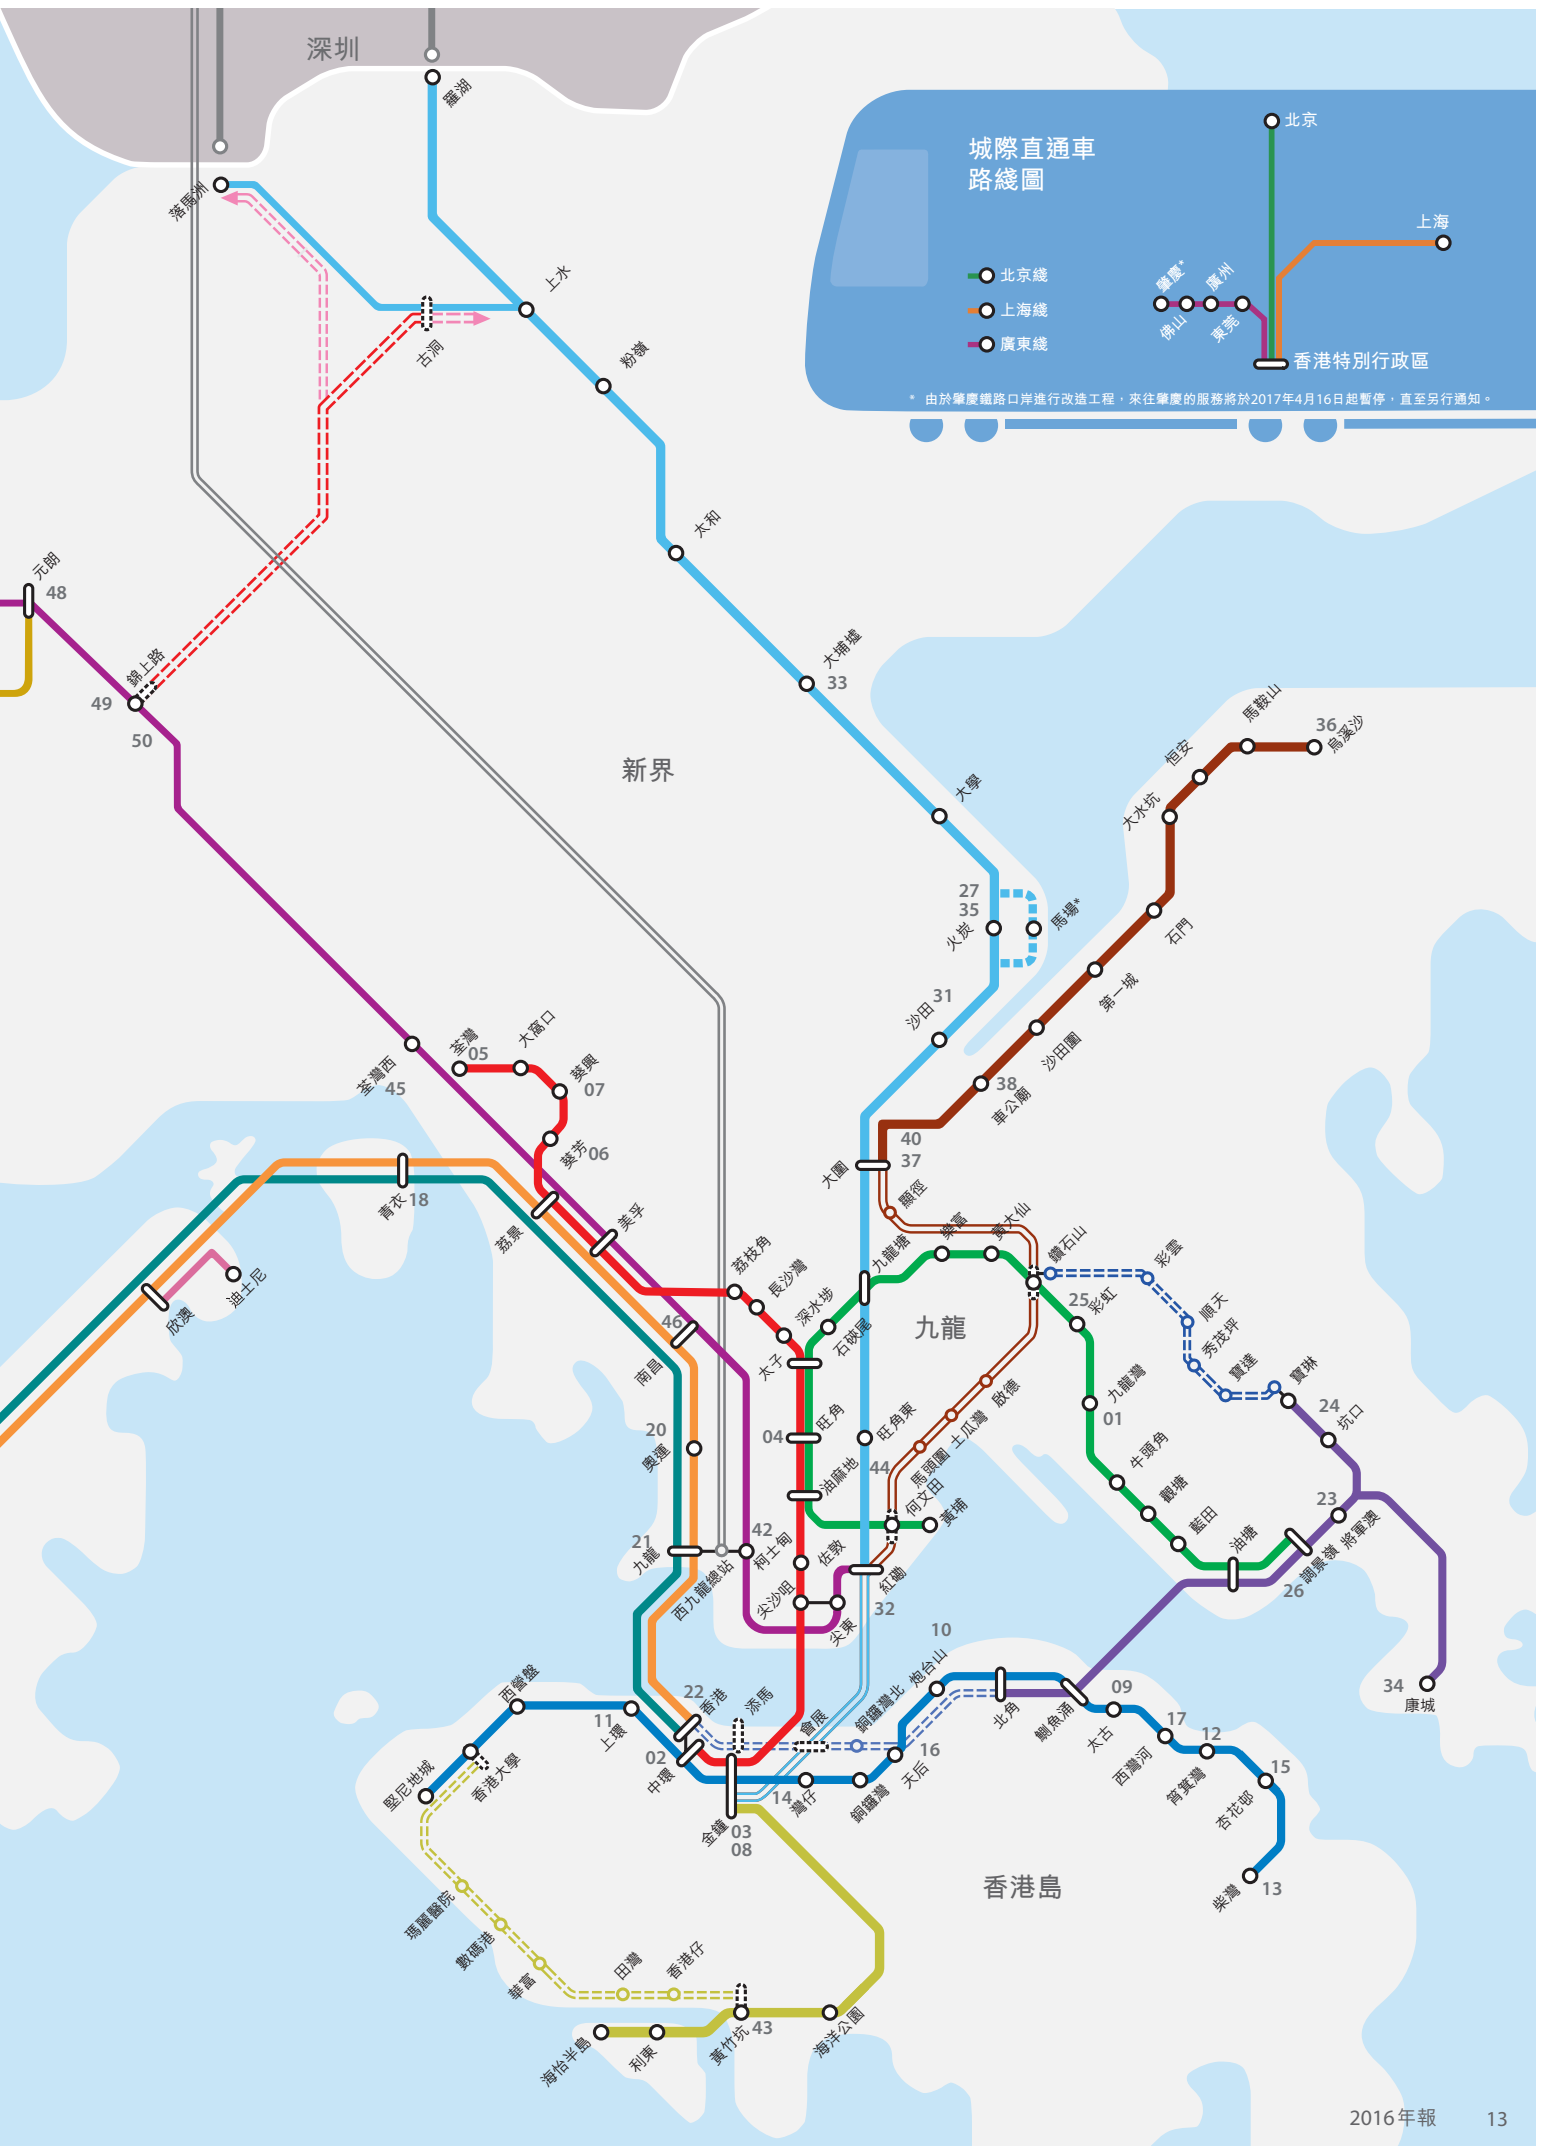 深圳
羅湖
落馬洲
城際直通車
路綫圖
北京
上海
北京綫
上海綫
廣東綫
肇慶*
廣州
佛山
東莞
香港特別行政區
* 由於肇慶鐵路口岸進行改造工程，來往肇慶的服務將於2017年4月16日起暫停，直至另行通知。
上水
古洞
粉嶺
太和
元朗
48
錦上路
49
50
大埔墟
33
新界
馬鞍山
36
烏溪沙
恒安
大水坑
大學
27
35
火炭
馬場*
石門
第一城
沙田
31
沙田圍
38
車公廟
荃灣西
45
荃灣
05
大窩口
葵興
07
葵芳
06
40
37
大圍
顯徑
青衣
18
荔景
美孚
欣澳
迪士尼
荔枝角
長沙灣
深水埗
石硤尾
九龍塘
樂富
黃大仙
鑽石山
彩雲
25
彩虹
順天
秀茂坪
寶達
寶琳
九龍
46
南昌
太子
旺角
04
旺角東
油麻地
44
馬頭圍
土瓜灣
啟德
何文田
黃埔
九龍灣
01
牛頭角
觀塘
藍田
油塘
24
坑口
23
將軍澳
調景嶺
26
20
奧運
21
九龍
42
柯士甸
西九龍總站
佐敦
尖沙咀
尖東
紅磡
32
34
康城
10
炮台山
銅鑼灣北
北角
鰂魚涌
09
太古
17
西灣河
12
筲箕灣
15
杏花邨
柴灣
13
西營盤
11
上環
22
香港
添馬
會展
02
中環
16
天后
14
灣仔
銅鑼灣
金鐘
03
08
堅尼地城
香港大學
香港島
瑪麗醫院
數碼港
華富
田灣
香港仔
黃竹坑
43
海洋公園
利東
海怡半島
2016年報 13